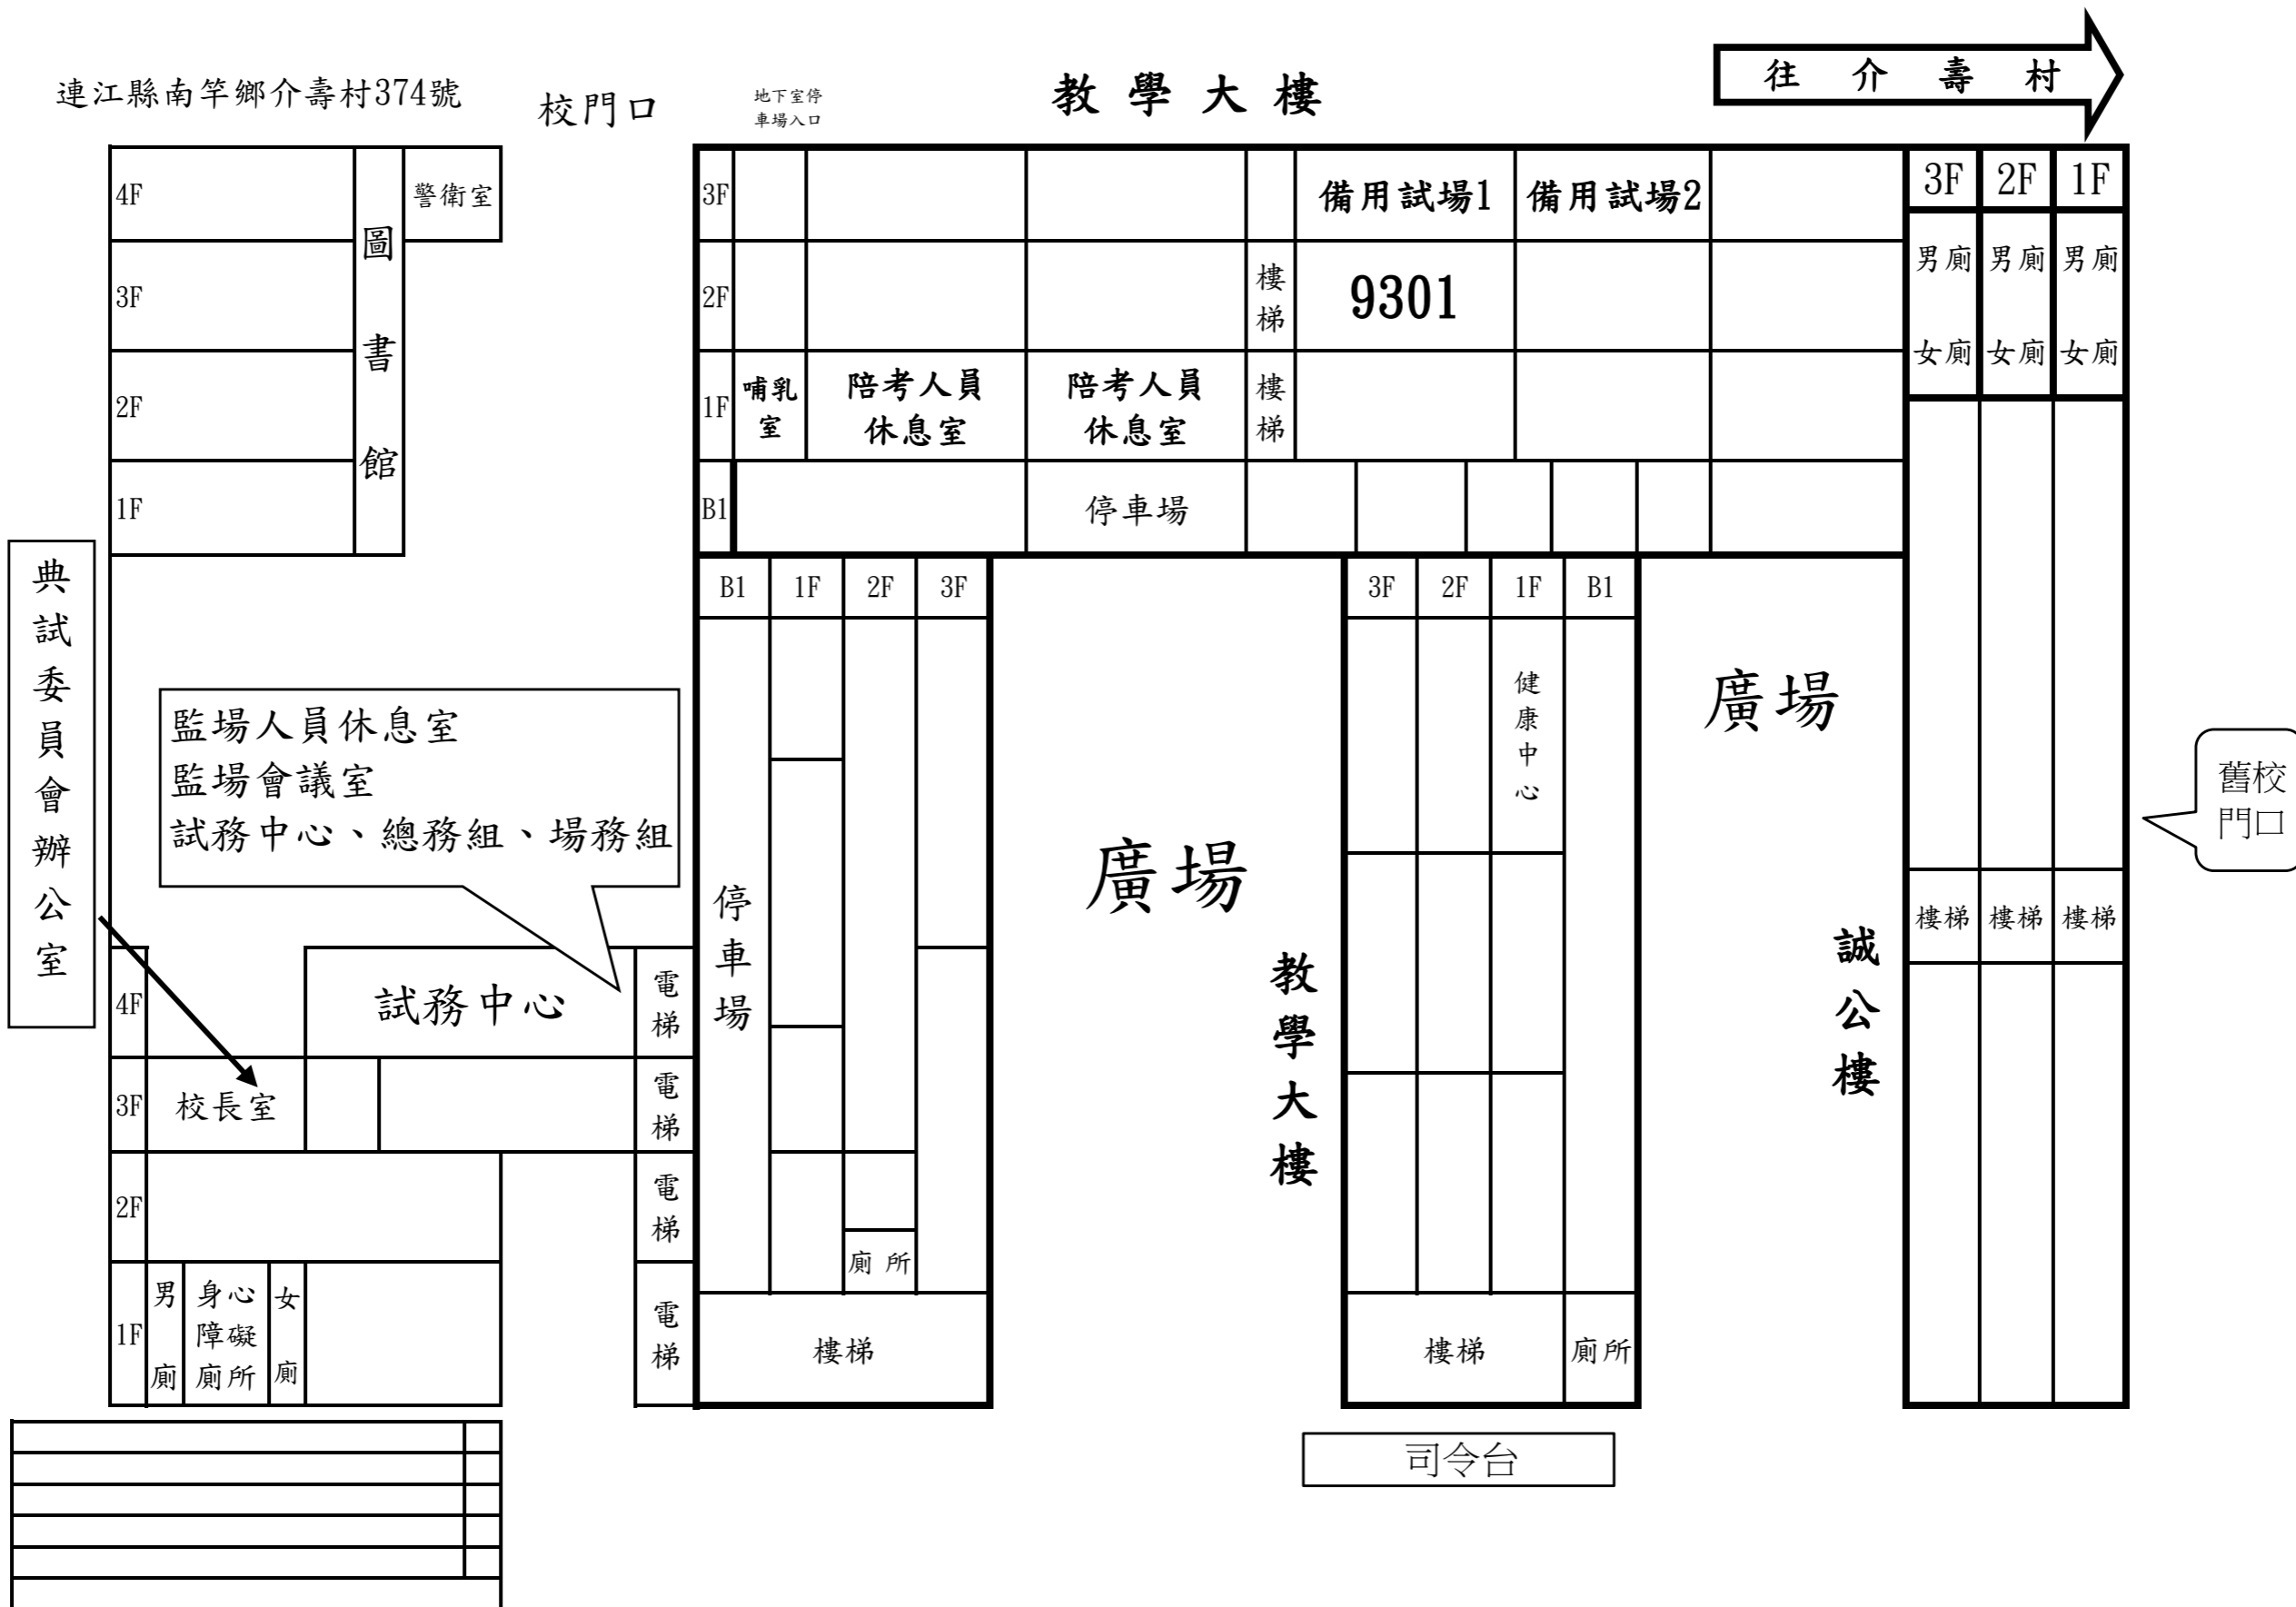 連江縣南竿鄉介壽村374號
校門口
地下室停
車場入口
教學大樓
往介壽村
4F
3F
2F
1F
圖書館
警衛室
3F
備用試場1
備用試場2
2F
樓梯
9301
1F
哺乳
室
陪考人員
休息室
陪考人員
休息室
樓梯
B1
停車場
3F
2F
1F
男廁
男廁
男廁
女廁
女廁
女廁
樓梯
樓梯
樓梯
誠公樓
舊校
門口
典試委員會辦公室
監場人員休息室
監場會議室
試務中心、總務組、場務組
4F
試務中心
電梯
3F
校長室
電梯
2F
電梯
1F
男廁
身心
障礙
廁所
女廁
電梯
B1
1F
2F
3F
停車場
廁所
樓梯
廣場
教學大樓
3F
2F
1F
B1
健康中心
樓梯
廁所
廣場
司令台